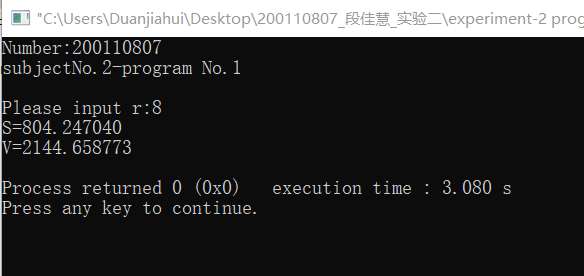 "C:\Users\Duanjiahui\Desktop\200110807_段佳慧_实验二\experiment-2 prog
Number:200110807
subjectNo.2-program No.1
Please input r:8
S=804.247040
V=2144.658773
Process returned 0 (0x0)   execution time : 3.080 s
Press any key to continue.